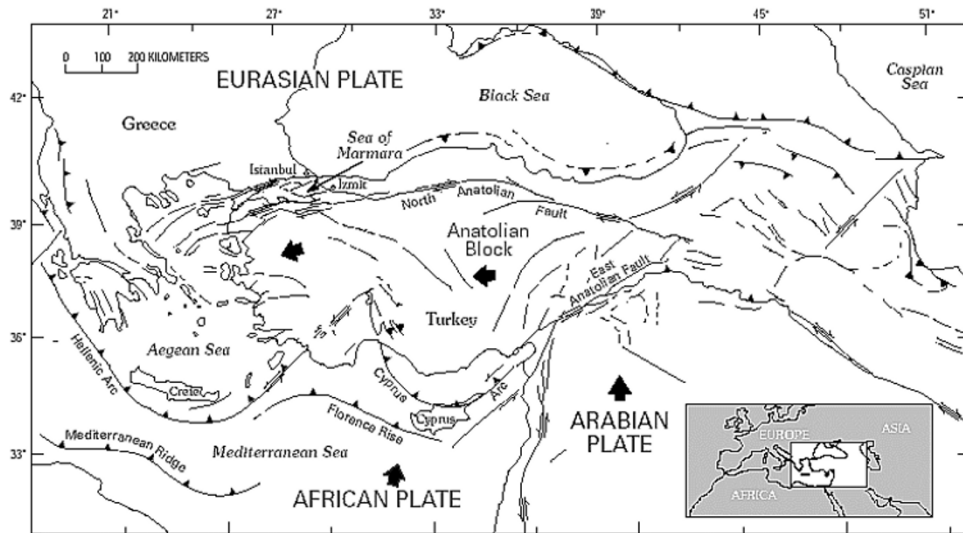 21°
27°
33°
39°
45°
51°
0 100 200 KILOMETERS
EURASIAN PLATE
Caspian
Sea
Black Sea
42°
Greece
Sea of
Marmara
Istanbul
Izmit
North Anatolian Fault
39°
Anatolian
Block
East
Anatolian Fault
Turkey
36°
Aegean Sea
Hellenic Arc
Crete
Cyprus Arc
Cyprus
Florence Rise
ARABIAN
PLATE
Mediterranean Ridge
Mediterranean Sea
33°
AFRICAN PLATE
EUROPE
ASIA
AFRICA